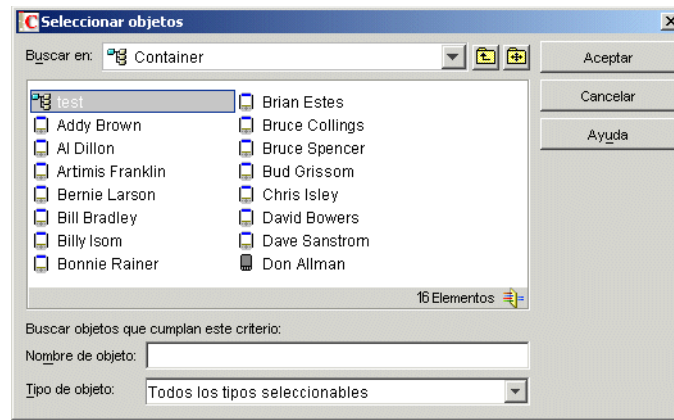 Seleccionar objetos
Buscar en: Container
Aceptar
Cancelar
Ayuda
test
Addy Brown
Al Dillon
Artimis Franklin
Bernie Larson
Bill Bradley
Billy Isom
Bonnie Rainer
Brian Estes
Bruce Collings
Bruce Spencer
Bud Grissom
Chris Isley
David Bowers
Dave Sanstrom
Don Allman
16 Elementos
Buscar objetos que cumplan este criterio:
Nombre de objeto:
Tipo de objeto: Todos los tipos seleccionables